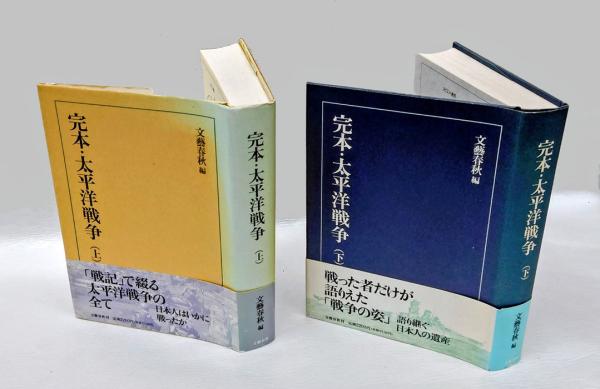 文藝春秋 編
完本・太平洋戦争(上)
「戦記」で綴る
太平洋戦争の
全て
日本人はいかに
戦ったか
完本・太平洋戦争(上)
文藝春秋 編
文藝春秋 編
完本・太平洋戦争(下)
戦った者だけが
語りえた
「戦争の姿」
語り継ぐ
日本人の遺産
完本・太平洋戦争(下)
文藝春秋 編